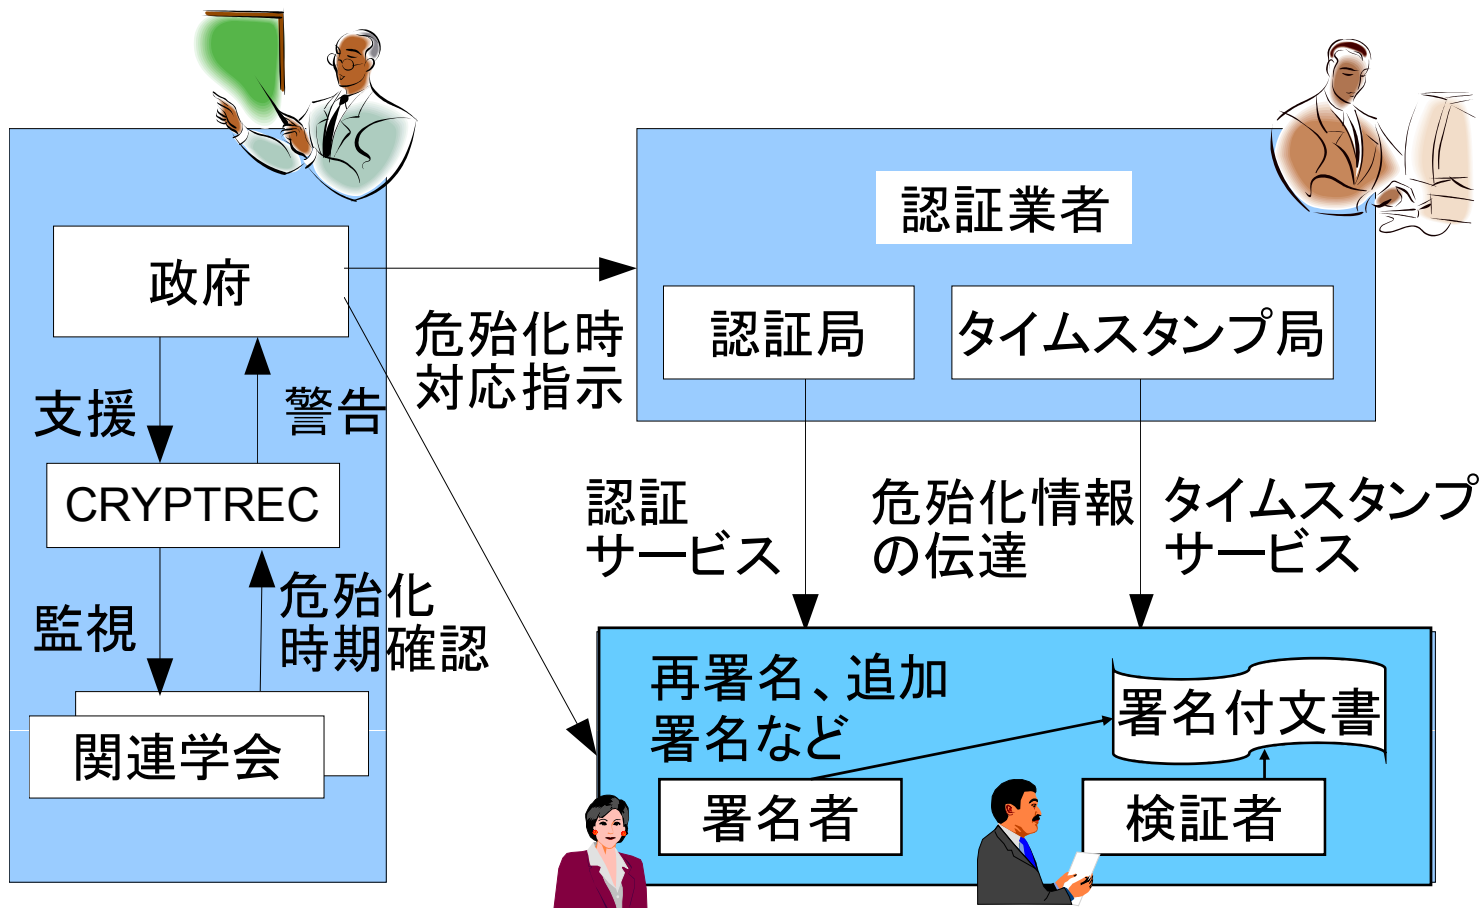 政府
支援
警告
CRYPTREC
監視
危殆化
時期確認
関連学会
危殆化時
対応指示
認証業者
認証局
タイムスタンプ局
認証
サービス
危殆化情報
の伝達
タイムスタンプ
サービス
再署名、追加
署名など
署名付文書
署名者
検証者